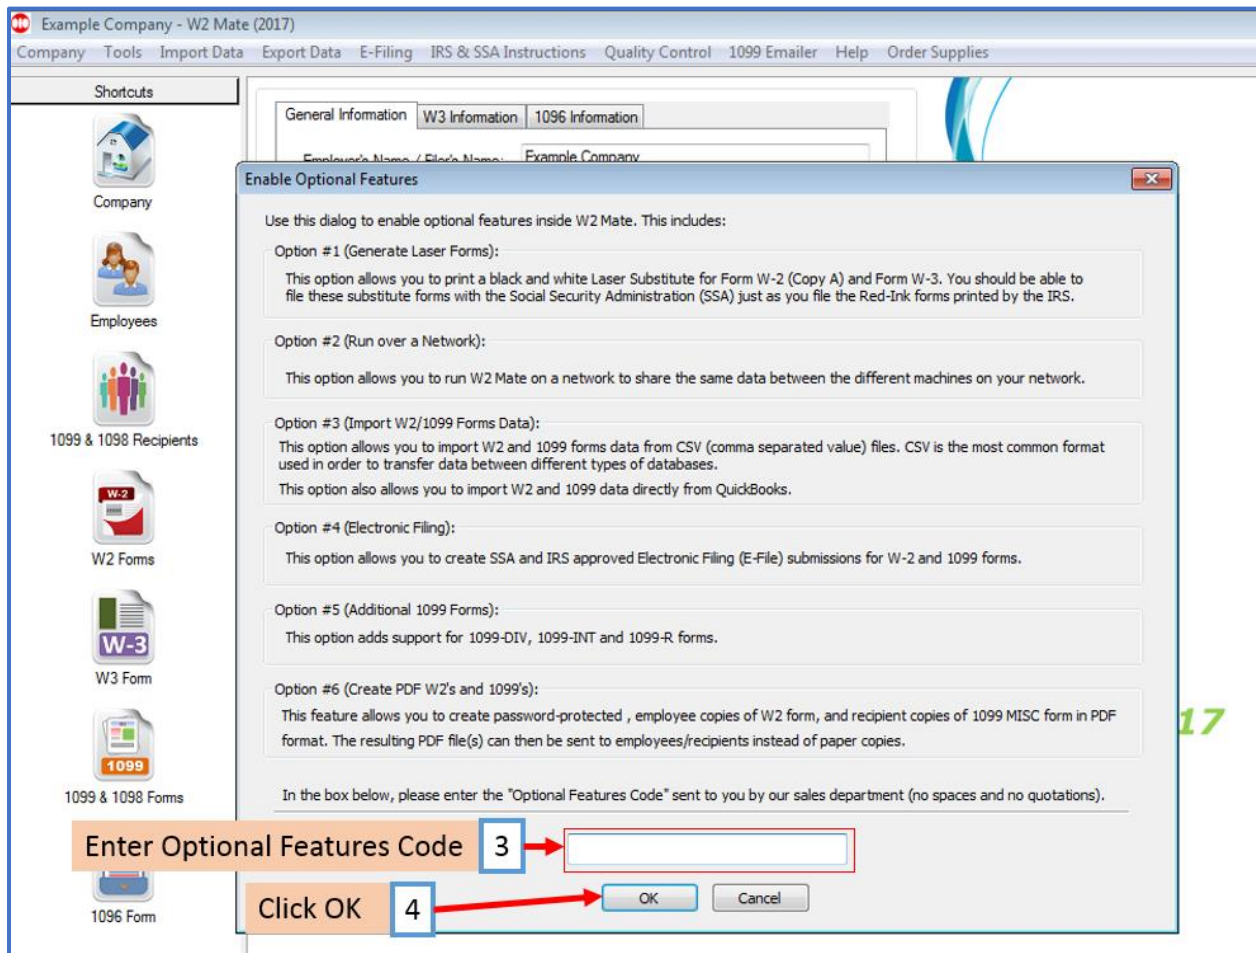 Example Company - W2 Mate (2017)
Company Tools Import Data Export Data E-Filing IRS & SSA Instructions Quality Control 1099 Emailer Help Order Supplies
Shortcuts
Company
Employees
1099 & 1098 Recipients
W-2
W2 Forms
W-3
W3 Form
1099
1099 & 1098 Forms
1096 Form
General Information W3 Information 1096 Information
Employer's Name / Filer's Name: Example Company
Enable Optional Features
Use this dialog to enable optional features inside W2 Mate. This includes:
Option #1 (Generate Laser Forms):
This option allows you to print a black and white Laser Substitute for Form W-2 (Copy A) and Form W-3. You should be able to
file these substitute forms with the Social Security Administration (SSA) just as you file the Red-Ink forms printed by the IRS.
Option #2 (Run over a Network):
This option allows you to run W2 Mate on a network to share the same data between the different machines on your network.
Option #3 (Import W2/1099 Forms Data):
This option allows you to import W2 and 1099 forms data from CSV (comma separated value) files. CSV is the most common format
used in order to transfer data between different types of databases.
This option also allows you to import W2 and 1099 data directly from QuickBooks.
Option #4 (Electronic Filing):
This option allows you to create SSA and IRS approved Electronic Filing (E-File) submissions for W-2 and 1099 forms.
Option #5 (Additional 1099 Forms):
This option adds support for 1099-DIV, 1099-INT and 1099-R forms.
Option #6 (Create PDF W2's and 1099's):
This feature allows you to create password-protected , employee copies of W2 form, and recipient copies of 1099 MISC form in PDF
format. The resulting PDF file(s) can then be sent to employees/recipients instead of paper copies.
17
In the box below, please enter the "Optional Features Code" sent to you by our sales department (no spaces and no quotations).
Enter Optional Features Code 3
Click OK 4
OK Cancel